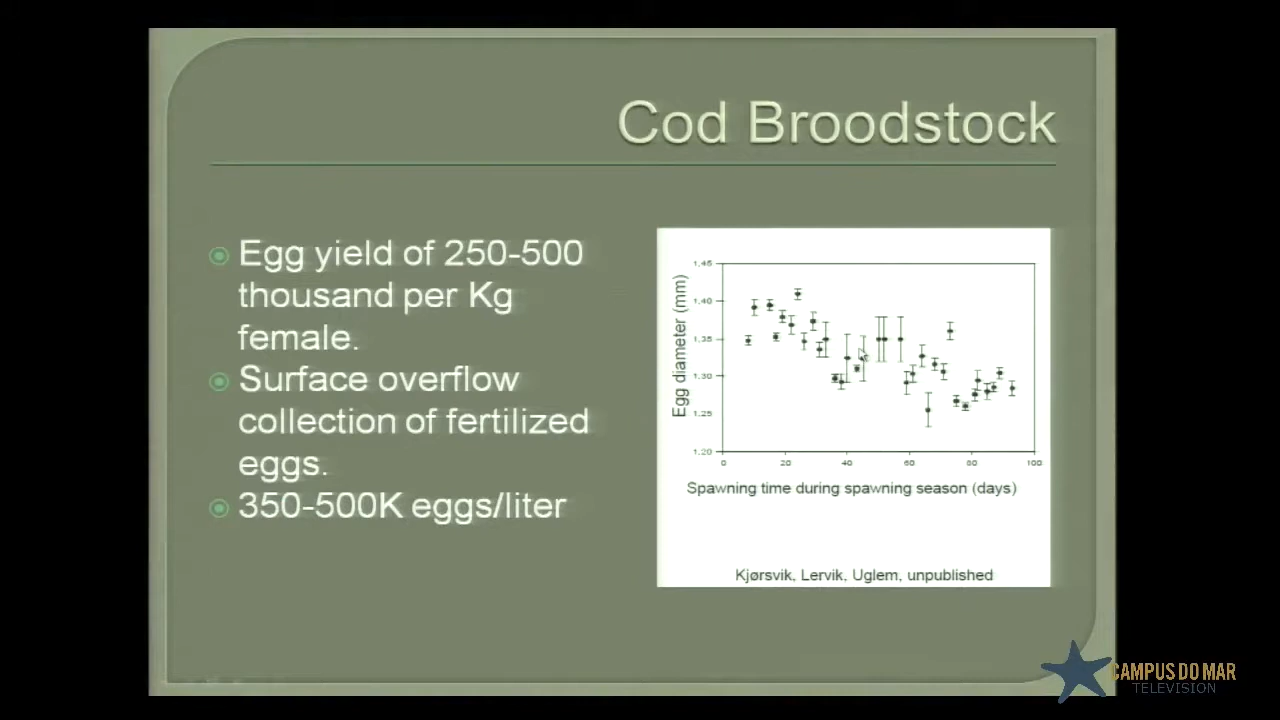 Cod Broodstock
Egg yield of 250-500
thousand per Kg
female.
Surface overflow
collection of fertilized
eggs.
350-500K eggs/liter
Egg diameter (mm)
1,45
1,40
1,35
1,30
1,25
1,20
0 20 40 60 80 100
Spawning time during spawning season (days)
Kjørsvik, Lervik, Uglem, unpublished
CAMPUS DO MAR
TELEVISION